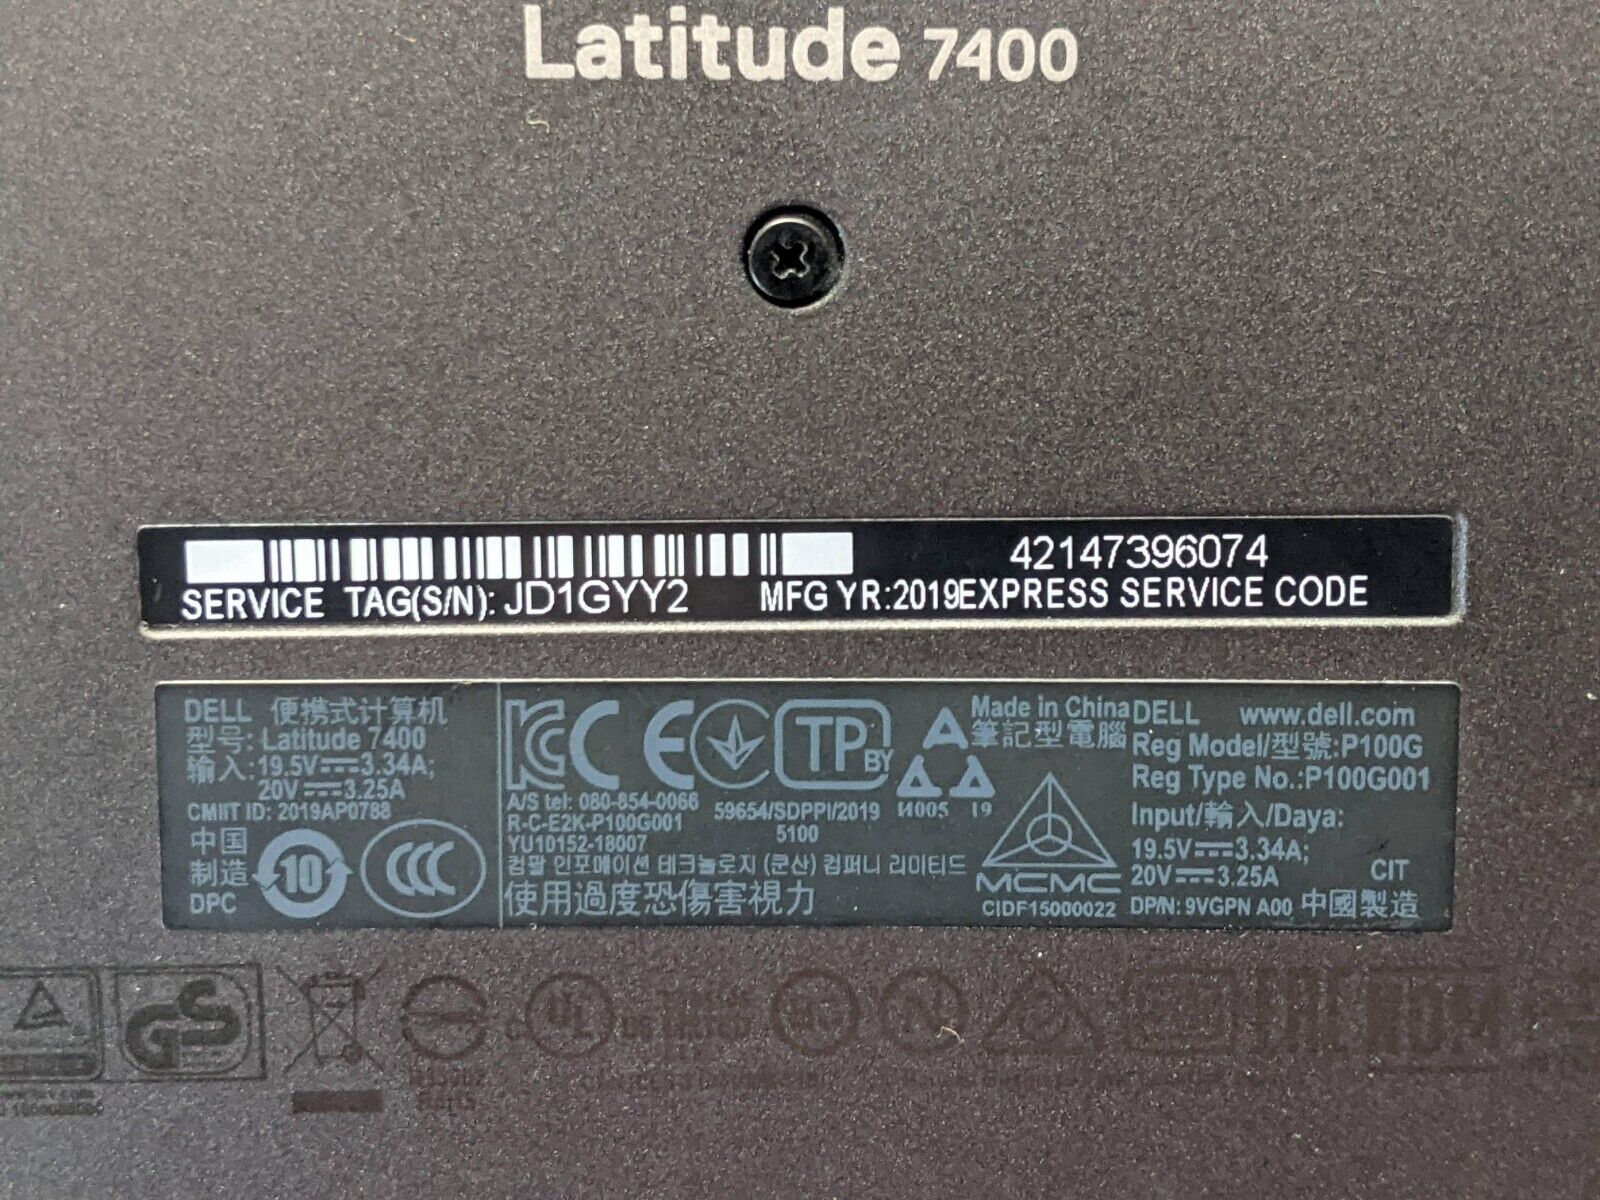 Latitude 7400
42147396074
SERVICE TAG(S/N): JD1GYY2 MFG YR:2019EXPRESS SERVICE CODE
DELL 便携式计算机
型号: Latitude 7400
输入: 19.5V⎓3.34A;
20V⎓3.25A
CMIIT ID: 2019AP0788
中国
制造
DPC
10
CCC
KC CE
TP BY
A/S tel: 080-854-0066
R-C-E2K-P100G001
YU10152-18007
59654/SDPPI/2019
5100
И005 19
컴팔 인포메이션 테크놀로지 (쿤산) 컴퍼니 리미티드
使用過度恐傷害視力
Made in China
筆記型電腦
MCMC
CIDF15000022
DELL www.dell.com
Reg Model/型號:P100G
Reg Type No.:P100G001
Input/輸入/Daya:
19.5V⎓3.34A;
20V⎓3.25A
CIT
DP/N: 9VGPN A00 中國製造
GS
UL